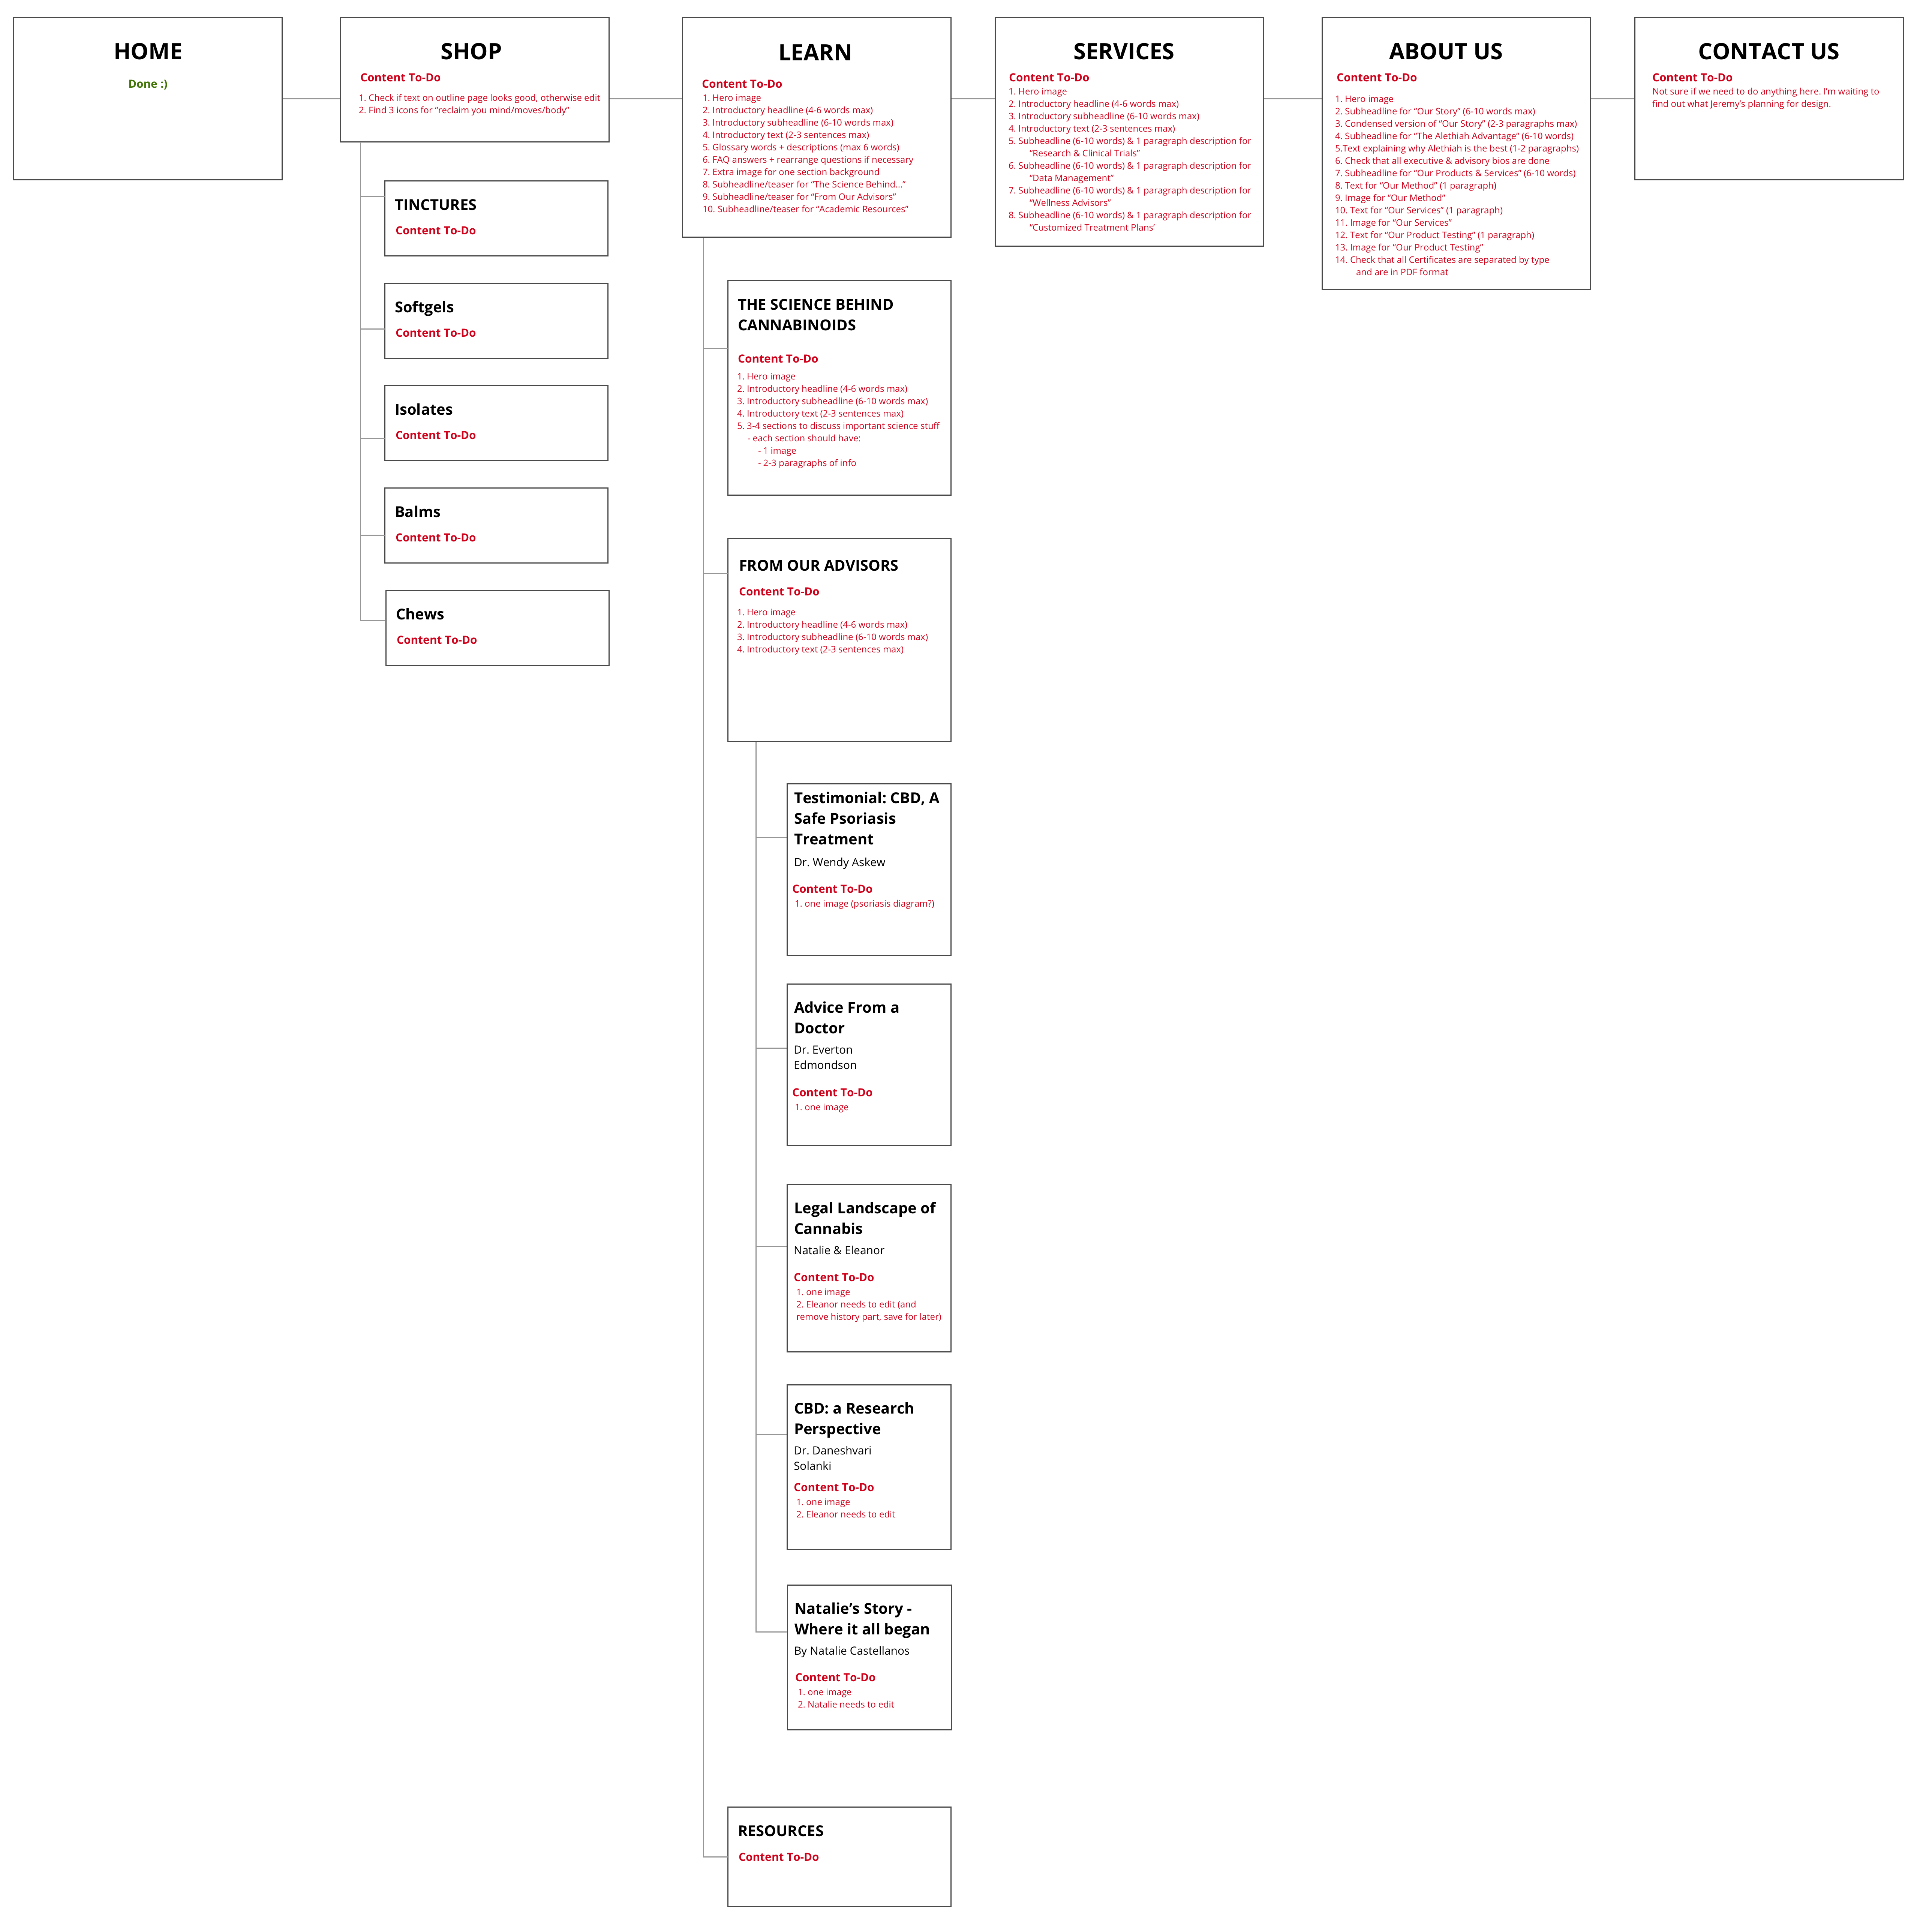 HOME
Done :)
SHOP
Content To-Do
1. Check if text on outline page looks good, otherwise edit
2. Find 3 icons for “reclaim you mind/moves/body”
TINCTURES
Content To-Do
Softgels
Content To-Do
Isolates
Content To-Do
Balms
Content To-Do
Chews
Content To-Do
LEARN
Content To-Do
1. Hero image
2. Introductory headline (4-6 words max)
3. Introductory subheadline (6-10 words max)
4. Introductory text (2-3 sentences max)
5. Glossary words + descriptions (max 6 words)
6. FAQ answers + rearrange questions if necessary
7. Extra image for one section background
8. Subheadline/teaser for “The Science Behind...”
9. Subheadline/teaser for “From Our Advisors”
10. Subheadline/teaser for “Academic Resources”
THE SCIENCE BEHIND
CANNABINOIDS
Content To-Do
1. Hero image
2. Introductory headline (4-6 words max)
3. Introductory subheadline (6-10 words max)
4. Introductory text (2-3 sentences max)
5. 3-4 sections to discuss important science stuff
- each section should have:
- 1 image
- 2-3 paragraphs of info
FROM OUR ADVISORS
Content To-Do
1. Hero image
2. Introductory headline (4-6 words max)
3. Introductory subheadline (6-10 words max)
4. Introductory text (2-3 sentences max)
Testimonial: CBD, A
Safe Psoriasis
Treatment
Dr. Wendy Askew
Content To-Do
1. one image (psoriasis diagram?)
Advice From a
Doctor
Dr. Everton
Edmondson
Content To-Do
1. one image
Legal Landscape of
Cannabis
Natalie & Eleanor
Content To-Do
1. one image
2. Eleanor needs to edit (and
remove history part, save for later)
CBD: a Research
Perspective
Dr. Daneshvari
Solanki
Content To-Do
1. one image
2. Eleanor needs to edit
Natalie’s Story -
Where it all began
By Natalie Castellanos
Content To-Do
1. one image
2. Natalie needs to edit
RESOURCES
Content To-Do
SERVICES
Content To-Do
1. Hero image
2. Introductory headline (4-6 words max)
3. Introductory subheadline (6-10 words max)
4. Introductory text (2-3 sentences max)
5. Subheadline (6-10 words) & 1 paragraph description for
“Research & Clinical Trials”
6. Subheadline (6-10 words) & 1 paragraph description for
“Data Management”
7. Subheadline (6-10 words) & 1 paragraph description for
“Wellness Advisors”
8. Subheadline (6-10 words) & 1 paragraph description for
“Customized Treatment Plans’
ABOUT US
Content To-Do
1. Hero image
2. Subheadline for “Our Story” (6-10 words max)
3. Condensed version of “Our Story” (2-3 paragraphs max)
4. Subheadline for “The Alethiah Advantage” (6-10 words)
5.Text explaining why Alethiah is the best (1-2 paragraphs)
6. Check that all executive & advisory bios are done
7. Subheadline for “Our Products & Services” (6-10 words)
8. Text for “Our Method” (1 paragraph)
9. Image for “Our Method”
10. Text for “Our Services” (1 paragraph)
11. Image for “Our Services”
12. Text for “Our Product Testing” (1 paragraph)
13. Image for “Our Product Testing”
14. Check that all Certificates are separated by type
and are in PDF format
CONTACT US
Content To-Do
Not sure if we need to do anything here. I’m waiting to
find out what Jeremy’s planning for design.